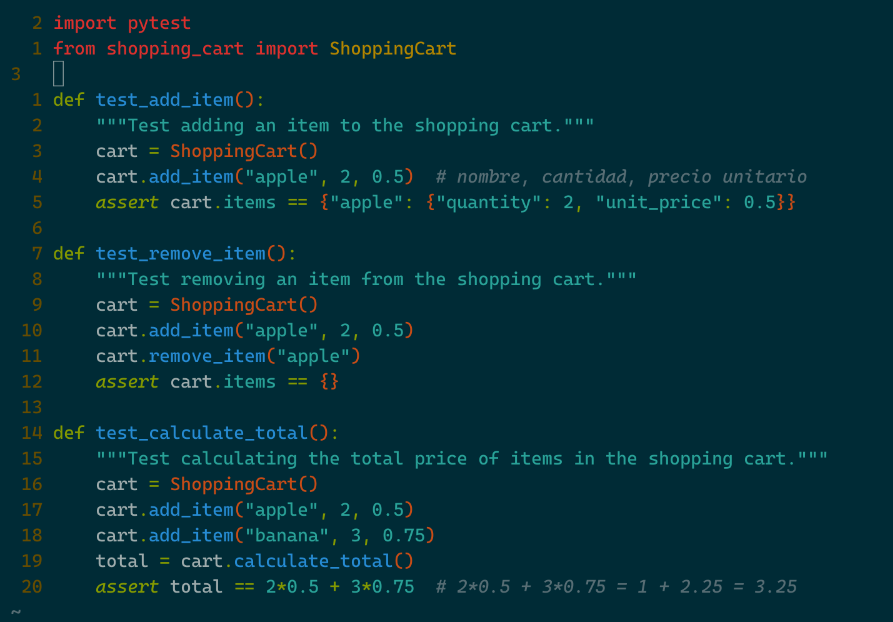 2 import pytest
1 from shopping_cart import ShoppingCart
3
1 def test_add_item():
2     """Test adding an item to the shopping cart."""
3     cart = ShoppingCart()
4     cart.add_item("apple", 2, 0.5)  # nombre, cantidad, precio unitario
5     assert cart.items == {"apple": {"quantity": 2, "unit_price": 0.5}}
6
7 def test_remove_item():
8     """Test removing an item from the shopping cart."""
9     cart = ShoppingCart()
10     cart.add_item("apple", 2, 0.5)
11     cart.remove_item("apple")
12     assert cart.items == {}
13
14 def test_calculate_total():
15     """Test calculating the total price of items in the shopping cart."""
16     cart = ShoppingCart()
17     cart.add_item("apple", 2, 0.5)
18     cart.add_item("banana", 3, 0.75)
19     total = cart.calculate_total()
20     assert total == 2*0.5 + 3*0.75  # 2*0.5 + 3*0.75 = 1 + 2.25 = 3.25
~